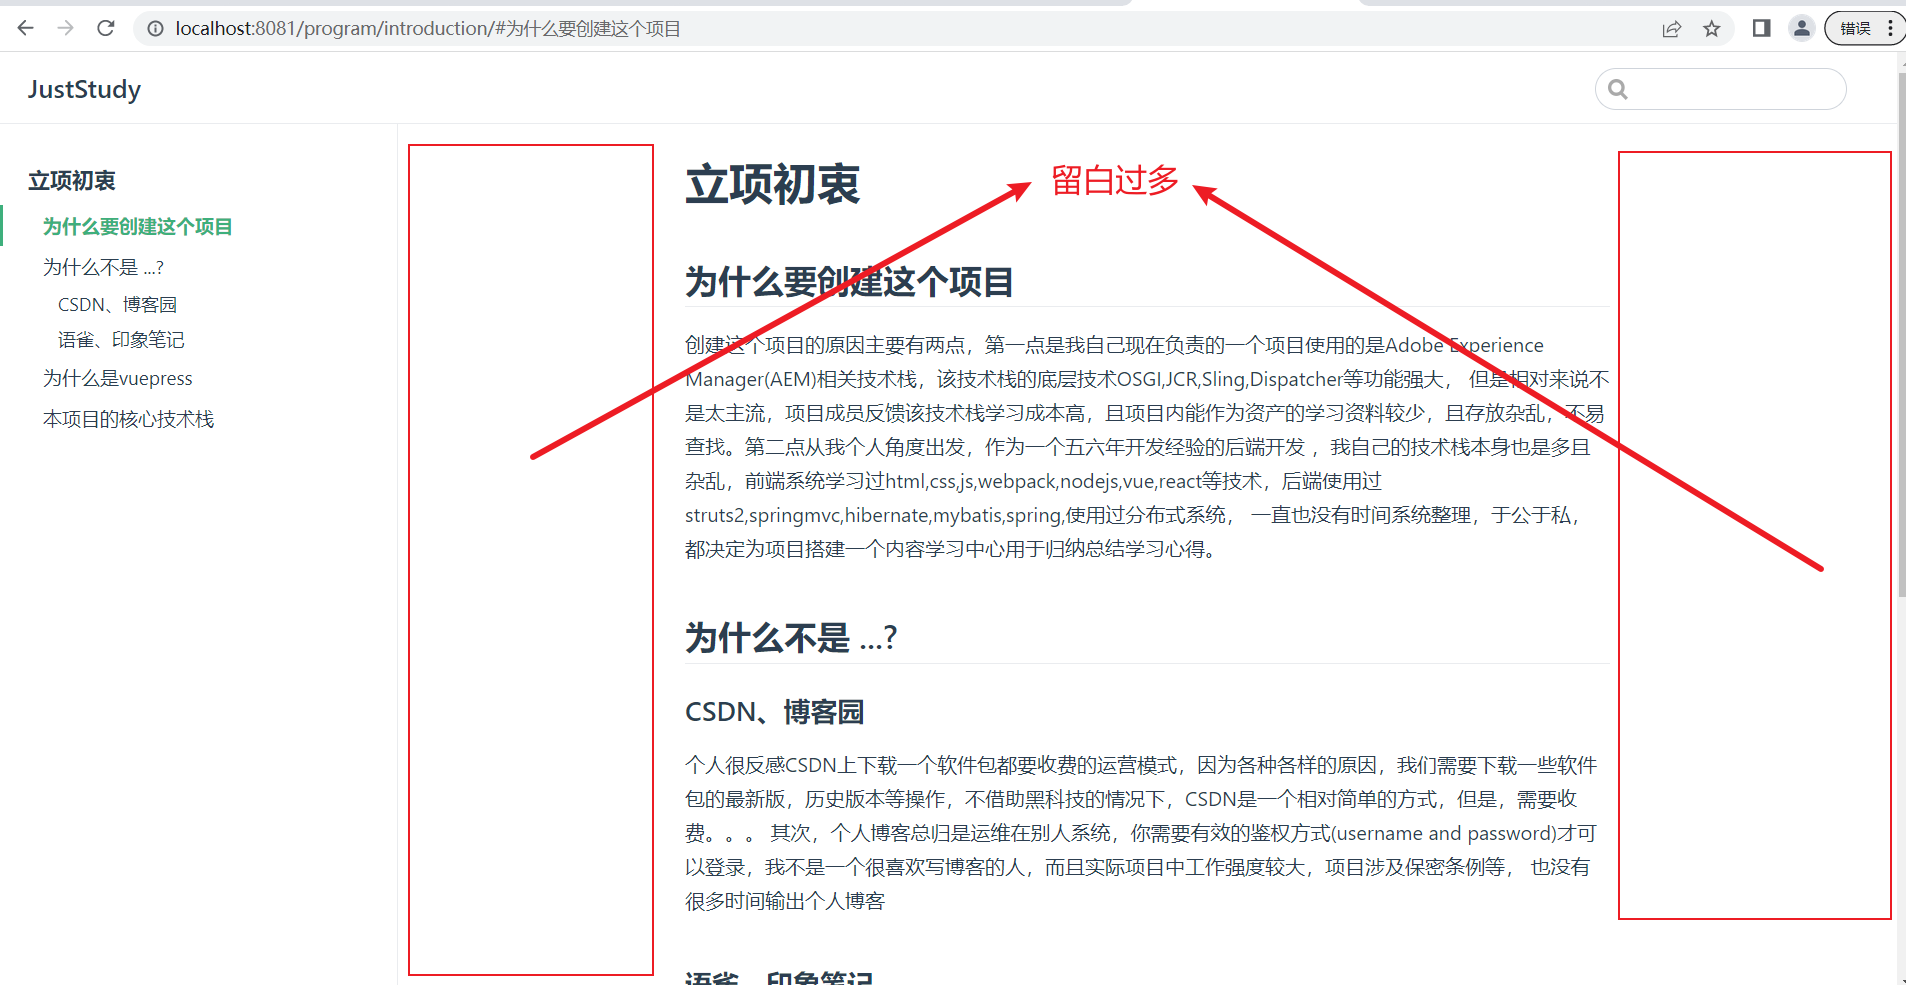 localhost:8081/program/introduction/#为什么要创建这个项目
错误
JustStudy
立项初衷
为什么要创建这个项目
为什么不是 ...?
CSDN、博客园
语雀、印象笔记
为什么是vuepress
本项目的核心技术栈
立项初衷
留白过多
为什么要创建这个项目
创建这个项目的原因主要有两点，第一点是我自己现在负责的一个项目使用的是Adobe Experience
Manager(AEM)相关技术栈，该技术栈的底层技术OSGI,JCR,Sling,Dispatcher等功能强大， 但是相对来说不
是太主流，项目成员反馈该技术栈学习成本高，且项目内能作为资产的学习资料较少，且存放杂乱，不易
查找。第二点从我个人角度出发，作为一个五六年开发经验的后端开发 ，我自己的技术栈本身也是多且
杂乱，前端系统学习过html,css,js,webpack,nodejs,vue,react等技术，后端使用过
struts2,springmvc,hibernate,mybatis,spring,使用过分布式系统， 一直也没有时间系统整理，于公于私，
都决定为项目搭建一个内容学习中心用于归纳总结学习心得。
为什么不是 ...?
CSDN、博客园
个人很反感CSDN上下载一个软件包都要收费的运营模式，因为各种各样的原因，我们需要下载一些软件
包的最新版，历史版本等操作，不借助黑科技的情况下，CSDN是一个相对简单的方式，但是，需要收
费。。。 其次，个人博客总归是运维在别人系统，你需要有效的鉴权方式(username and password)才可
以登录，我不是一个很喜欢写博客的人，而且实际项目中工作强度较大，项目涉及保密条例等， 也没有
很多时间输出个人博客
语雀、印象笔记